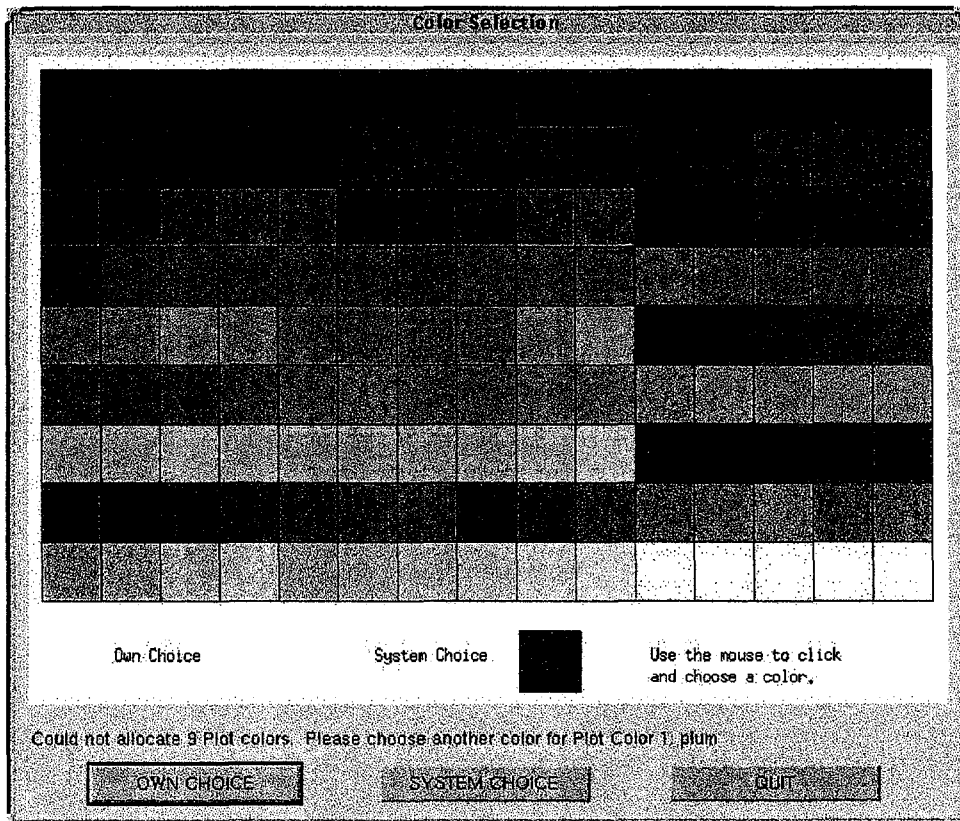 Color Selection
Own Choice
System Choice
Use the mouse to click
and choose a color.
Could not allocate 9 Plot colors. Please choose another color for Plot Color 1, plum
OWN CHOICE
SYSTEM CHOICE
QUIT